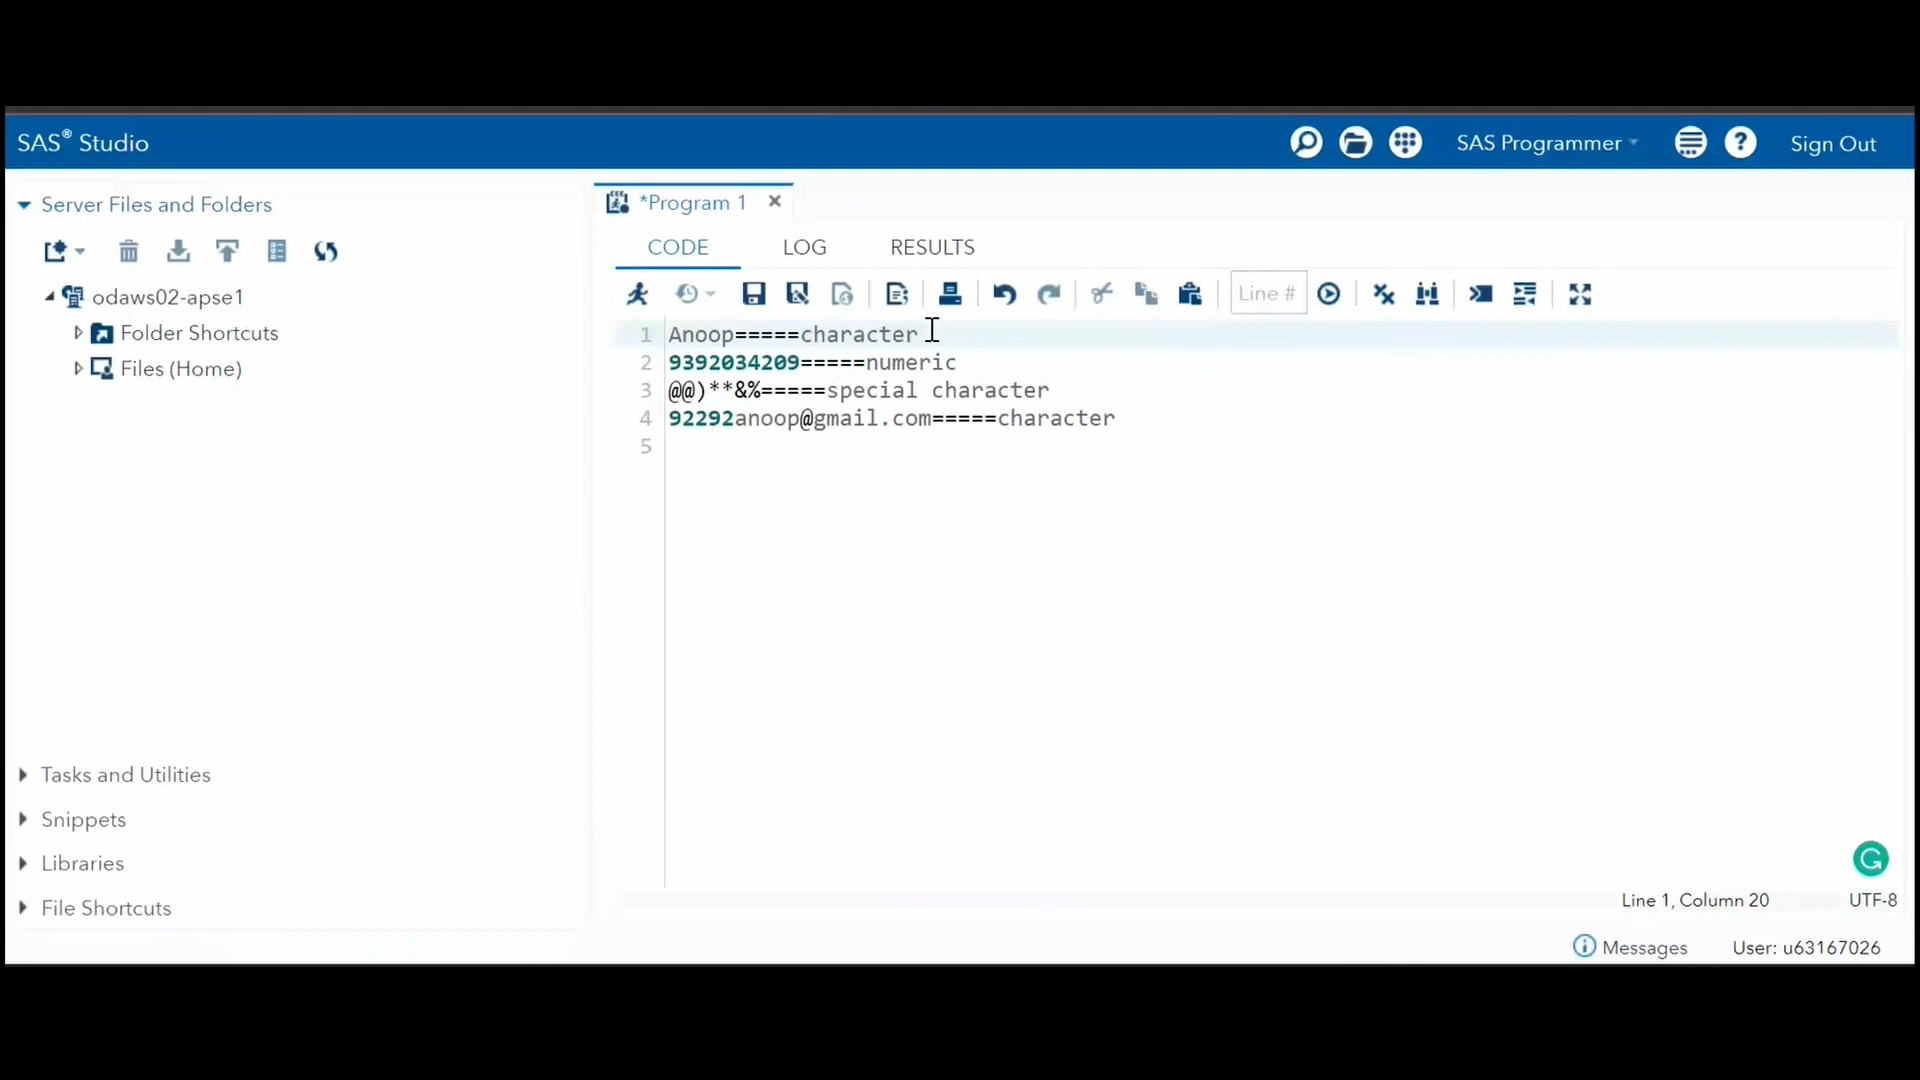 SAS® Studio
SAS Programmer
Sign Out
Server Files and Folders
odaws02-apse1
Folder Shortcuts
Files (Home)
Tasks and Utilities
Snippets
Libraries
File Shortcuts
*Program 1
CODE LOG RESULTS
Line #
1 Anoop=====character
2 9392034209=====numeric
3 @@)**&%=====special character
4 92292anoop@gmail.com=====character
5
Line 1, Column 20
UTF-8
Messages
User: u63167026